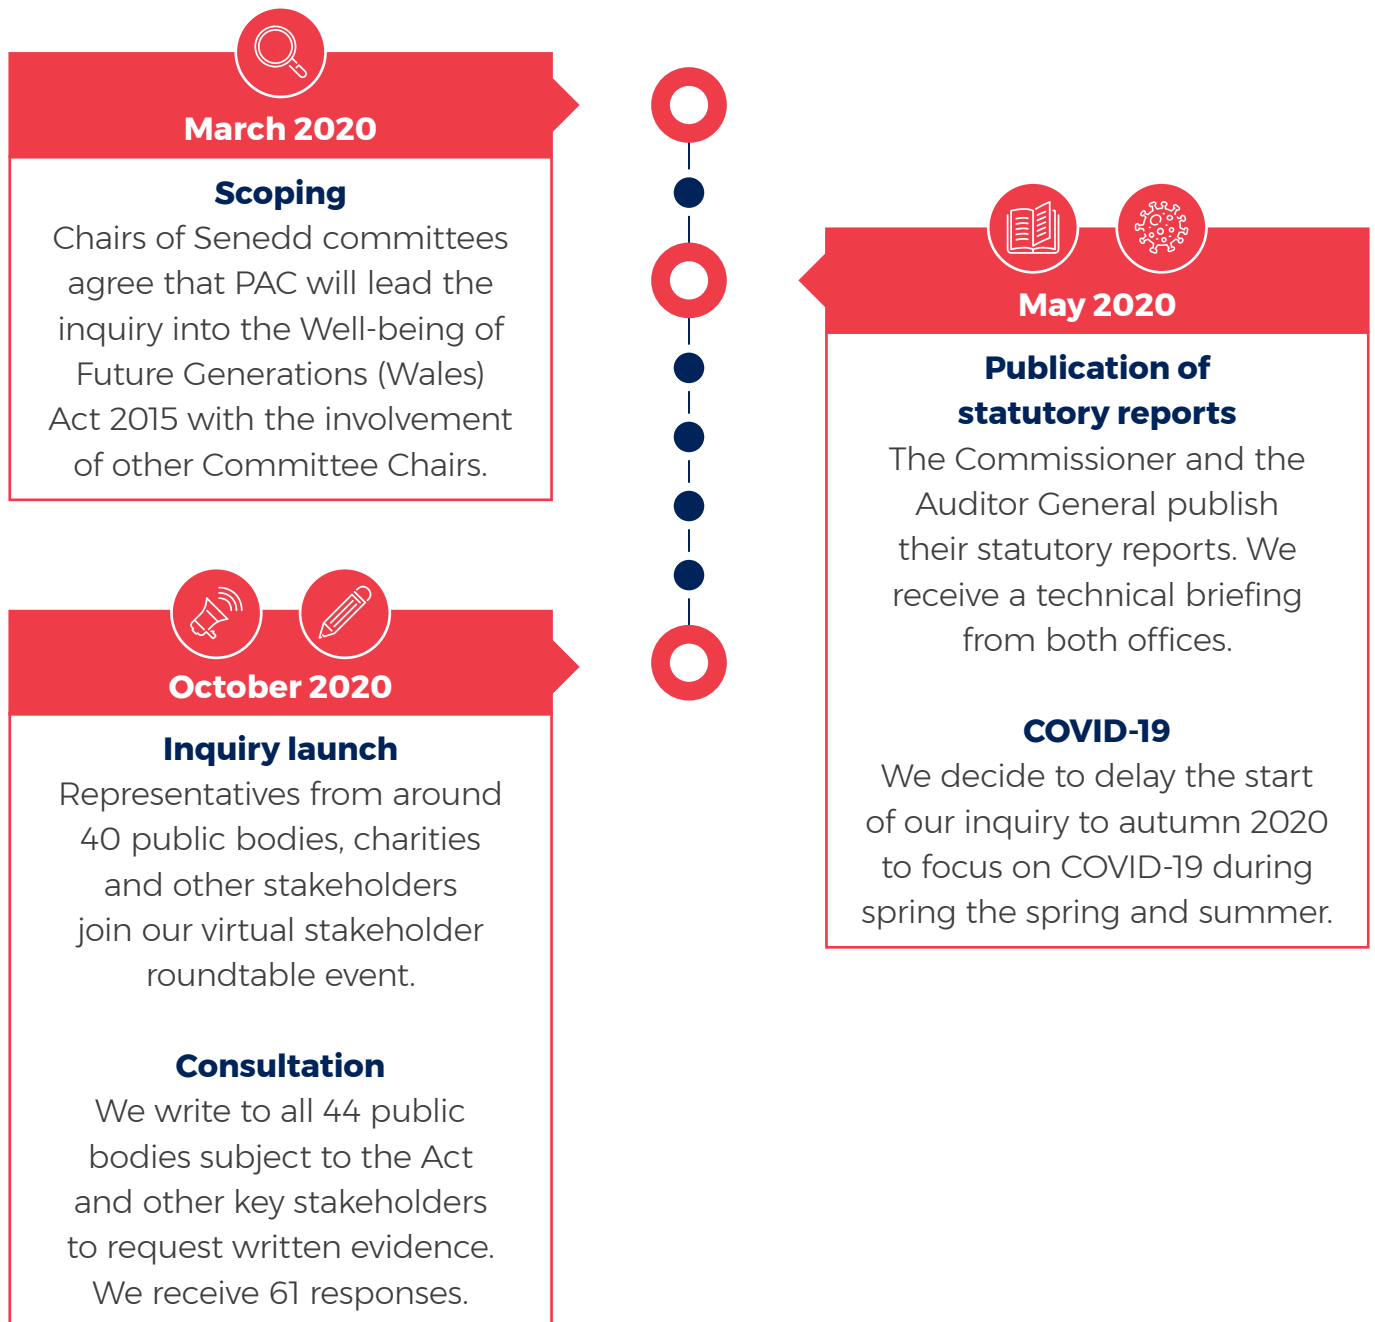 March 2020
Scoping
Chairs of Senedd committees
agree that PAC will lead the
inquiry into the Well-being of
Future Generations (Wales)
Act 2015 with the involvement
of other Committee Chairs.
May 2020
Publication of
statutory reports
The Commissioner and the
Auditor General publish
their statutory reports. We
receive a technical briefing
from both offices.
COVID-19
We decide to delay the start
of our inquiry to autumn 2020
to focus on COVID-19 during
spring the spring and summer.
October 2020
Inquiry launch
Representatives from around
40 public bodies, charities
and other stakeholders
join our virtual stakeholder
roundtable event.
Consultation
We write to all 44 public
bodies subject to the Act
and other key stakeholders
to request written evidence.
We receive 61 responses.